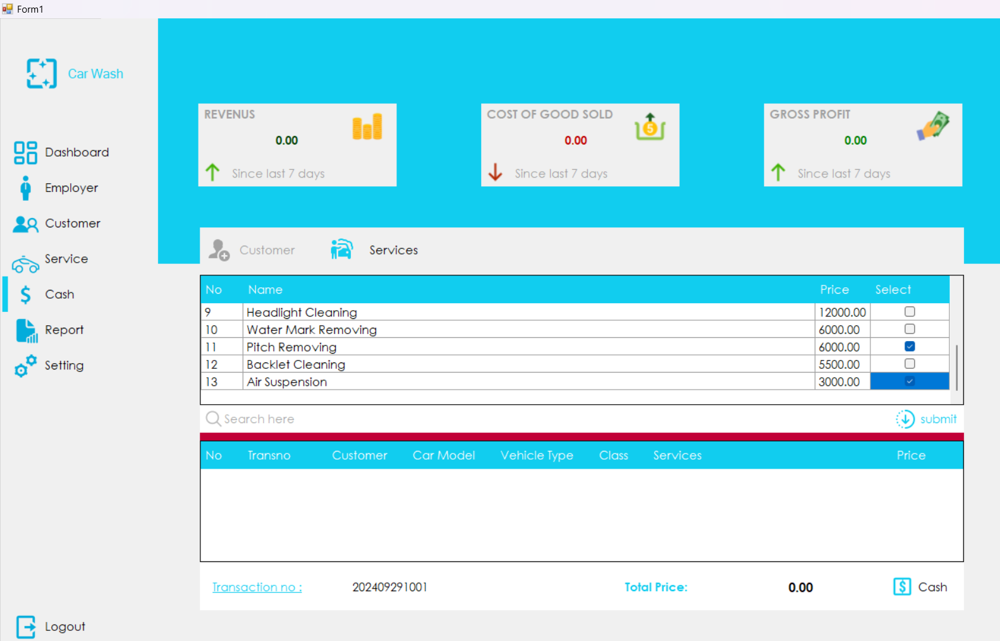 Form1
Car Wash
Dashboard
Employer
Customer
Service
Cash
Report
Setting
Logout
REVENUS
0.00
Since last 7 days
COST OF GOOD SOLD
5
0.00
Since last 7 days
GROSS PROFIT
0.00
Since last 7 days
Customer Services
No Name Price Select
9 Headlight Cleaning 12000.00
10 Water Mark Removing 6000.00
11 Pitch Removing 6000.00
12 Backlet Cleaning 5500.00
13 Air Suspension 3000.00
Search here submit
No Transno Customer Car Model Vehicle Type Class Services Price
Transaction no : 202409291001 Total Price: 0.00 Cash